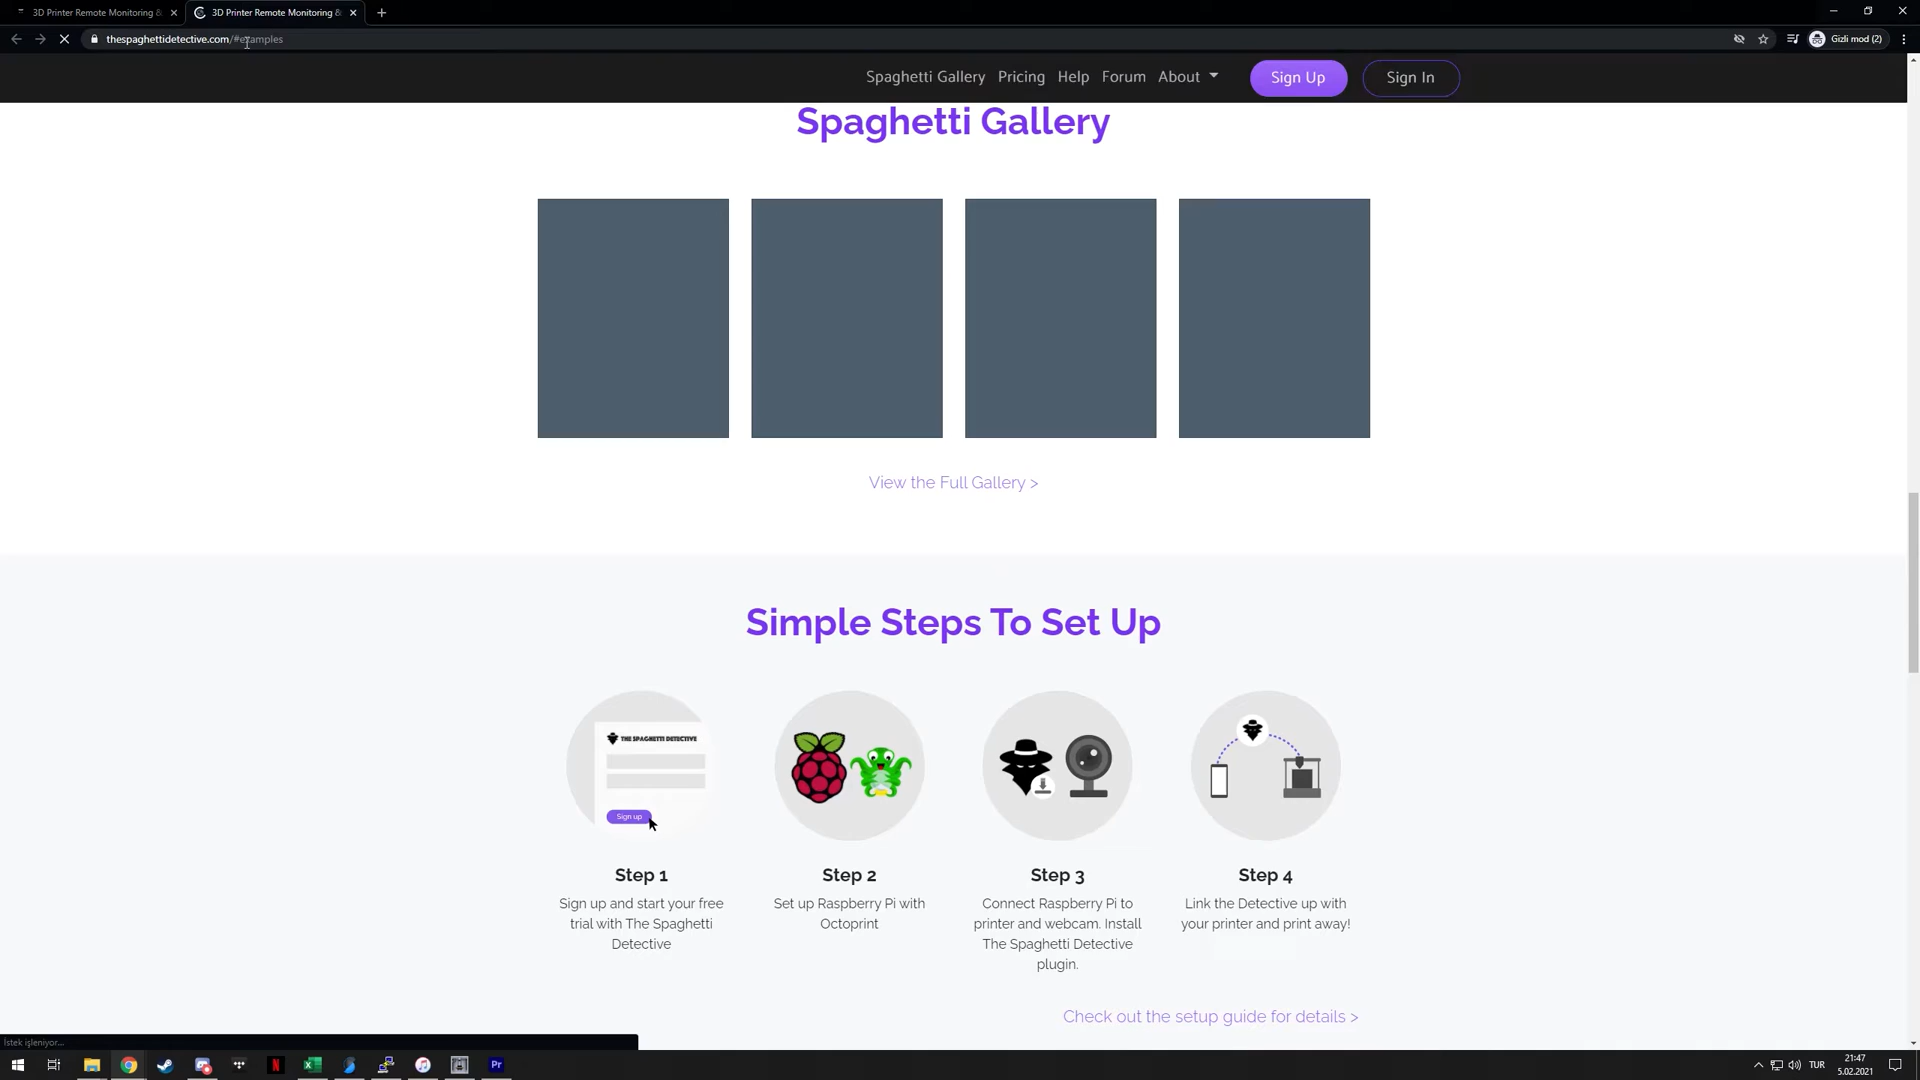 3D Printer Remote Monitoring &
3D Printer Remote Monitoring &
thespaghettidetective.com/#examples
Gizli mod (2)
Spaghetti Gallery
Pricing
Help
Forum
About
Sign Up
Sign In
Spaghetti Gallery
View the Full Gallery >
Simple Steps To Set Up
THE SPAGHETTI DETECTIVE
Sign up
Step 1
Sign up and start your free
trial with The Spaghetti
Detective
Step 2
Set up Raspberry Pi with
Octoprint
Step 3
Connect Raspberry Pi to
printer and webcam. Install
The Spaghetti Detective
plugin.
Step 4
Link the Detective up with
your printer and print away!
Check out the setup guide for details >
İstek işleniyor...
N
Pr
TUR
21:47
5.02.2021